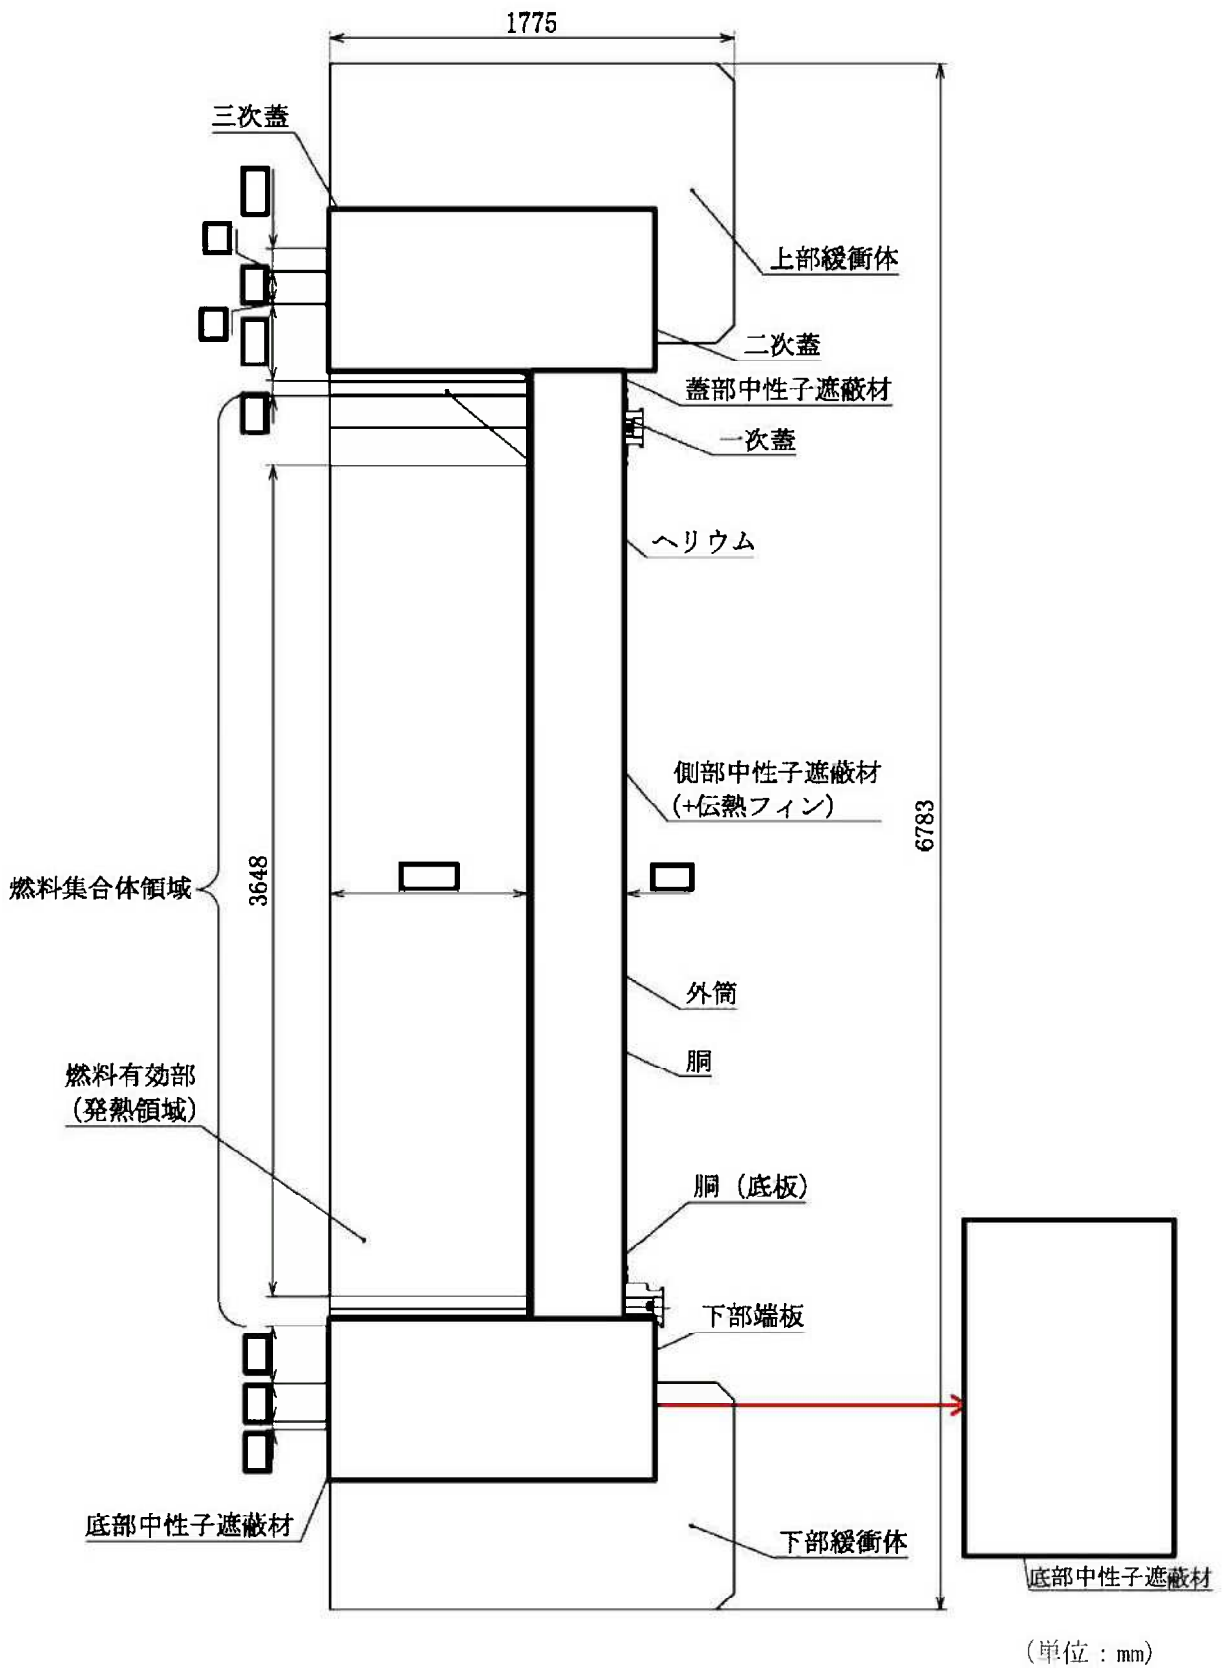 1775
三次蓋
上部緩衝体
二次蓋
蓋部中性子遮蔽材
一次蓋
ヘリウム
側部中性子遮蔽材
(+伝熱フィン)
6783
燃料集合体領域
3648
外筒
胴
燃料有効部
(発熱領域)
胴 (底板)
下部端板
底部中性子遮蔽材
下部緩衝体
底部中性子遮蔽材
(単位:mm)